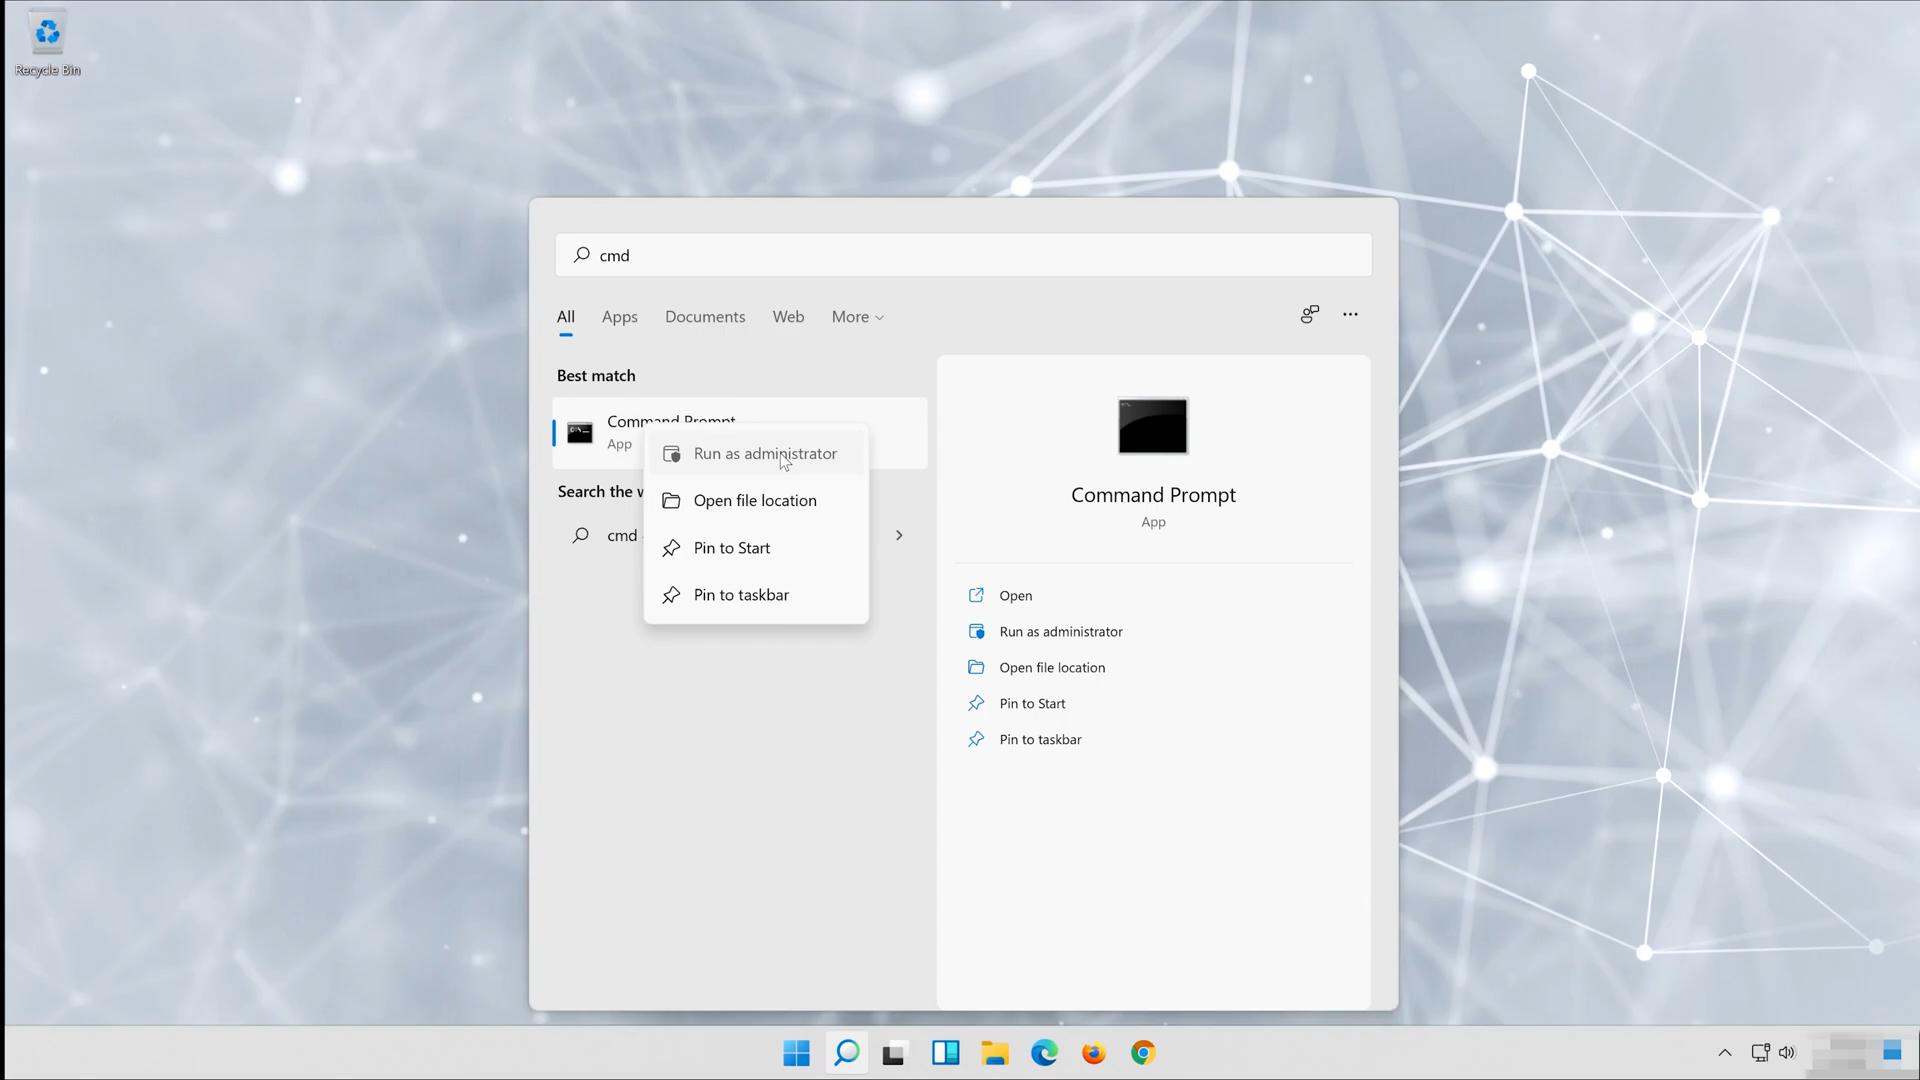 Recycle Bin
cmd
All Apps Documents Web More
Best match
Command Prompt
App
Run as administrator
Open file location
Pin to Start
Pin to taskbar
Search the w
cmd
Command Prompt
App
Open
Run as administrator
Open file location
Pin to Start
Pin to taskbar